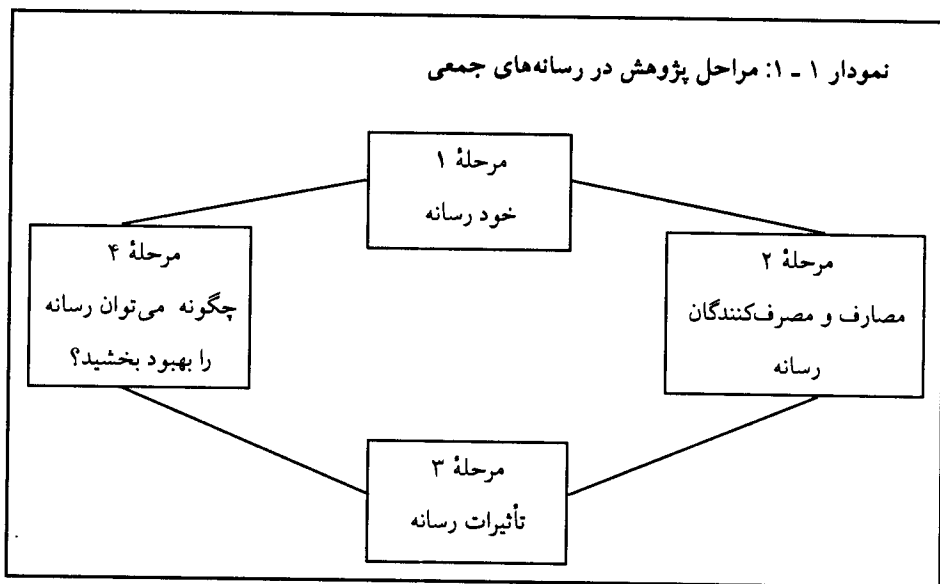 نمودار ۱ ـ ۱: مراحل پژوهش در رسانه‌های جمعی
مرحلهٔ ۱
خود رسانه
مرحلهٔ ۲
مصارف و مصرف‌کنندگان
رسانه
مرحلهٔ ۳
تأثیرات رسانه
مرحلهٔ ۴
چگونه می‌توان رسانه
را بهبود بخشید؟